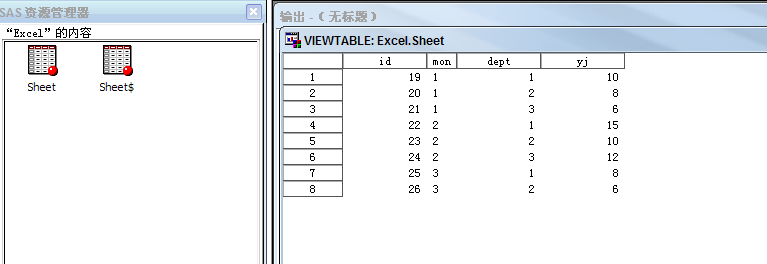 SAS 资源管理器
“Excel”的内容
Sheet
Sheet$
输出 - (无标题)
VIEWTABLE: Excel.Sheet
id mon dept yj
1 19 1 1 10
2 20 1 2 8
3 21 1 3 6
4 22 2 1 15
5 23 2 2 10
6 24 2 3 12
7 25 3 1 8
8 26 3 2 6